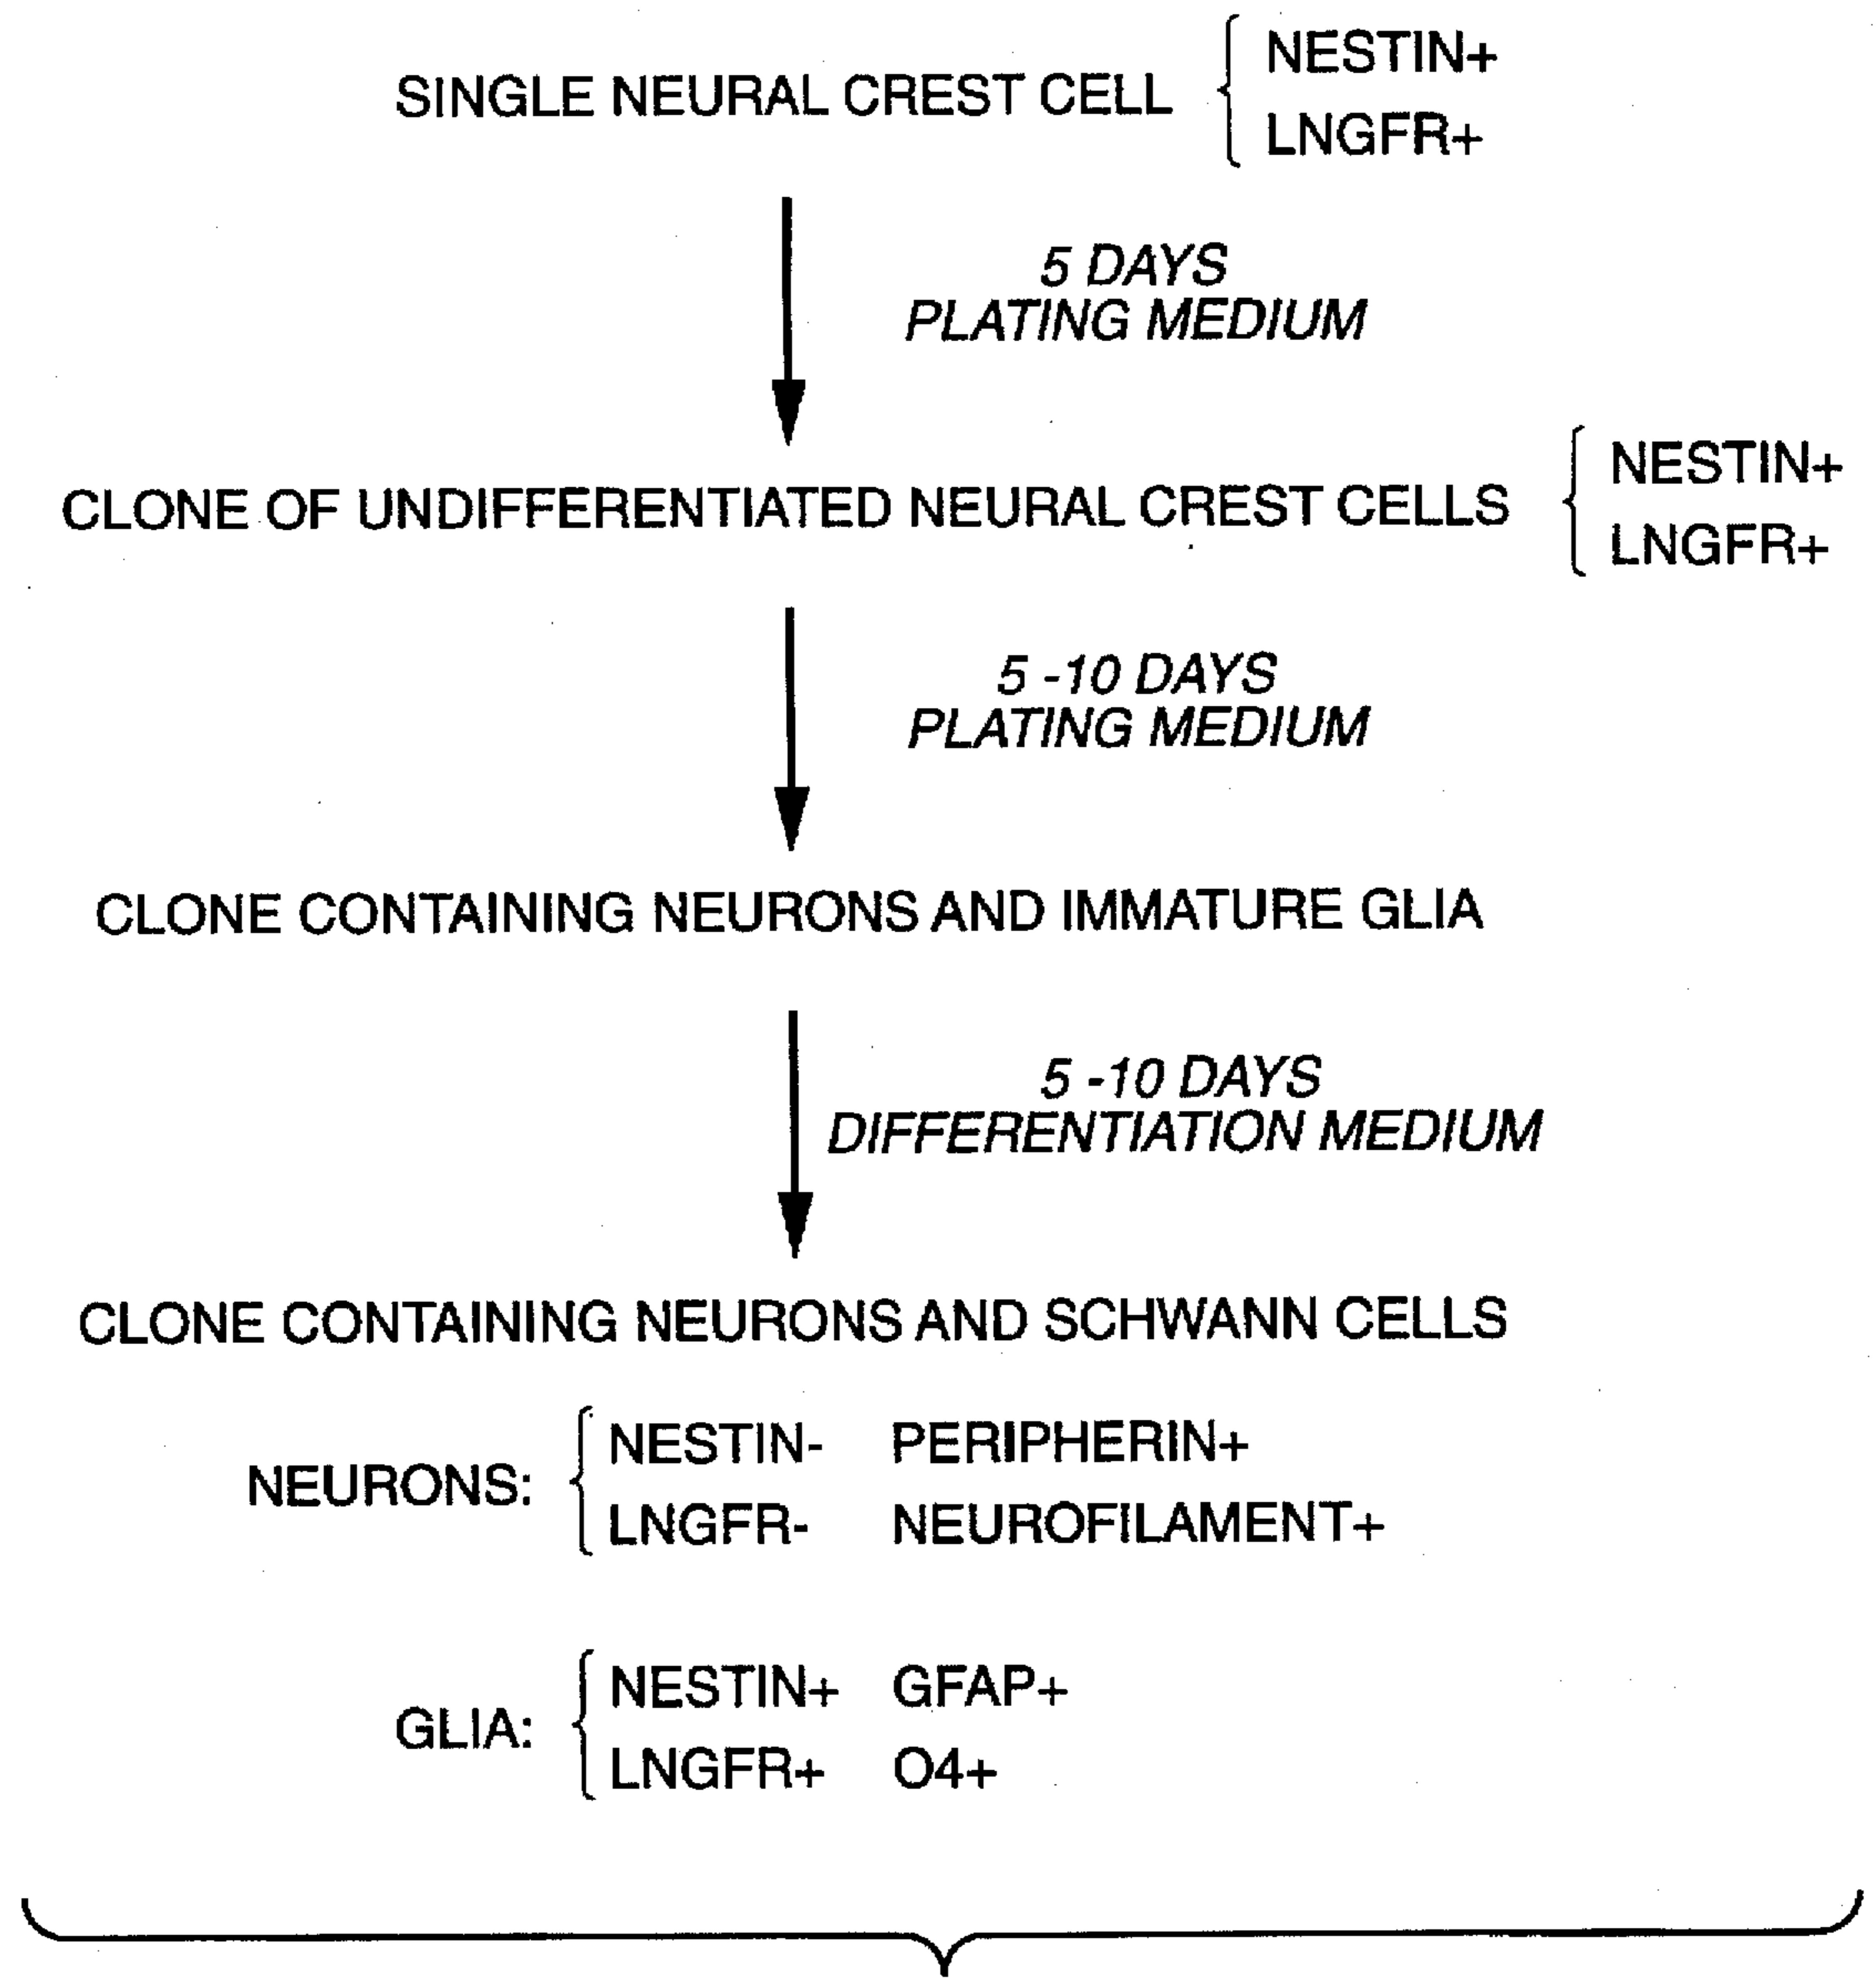 SINGLE NEURAL CREST CELL
NESTIN+
LNGFR+
5 DAYS
PLATING MEDIUM
CLONE OF UNDIFFERENTIATED NEURAL CREST CELLS
NESTIN+
LNGFR+
5 -10 DAYS
PLATING MEDIUM
CLONE CONTAINING NEURONS AND IMMATURE GLIA
5 -10 DAYS
DIFFERENTIATION MEDIUM
CLONE CONTAINING NEURONS AND SCHWANN CELLS
NEURONS:
NESTIN- PERIPHERIN+
LNGFR- NEUROFILAMENT+
GLIA:
NESTIN+ GFAP+
LNGFR+ O4+